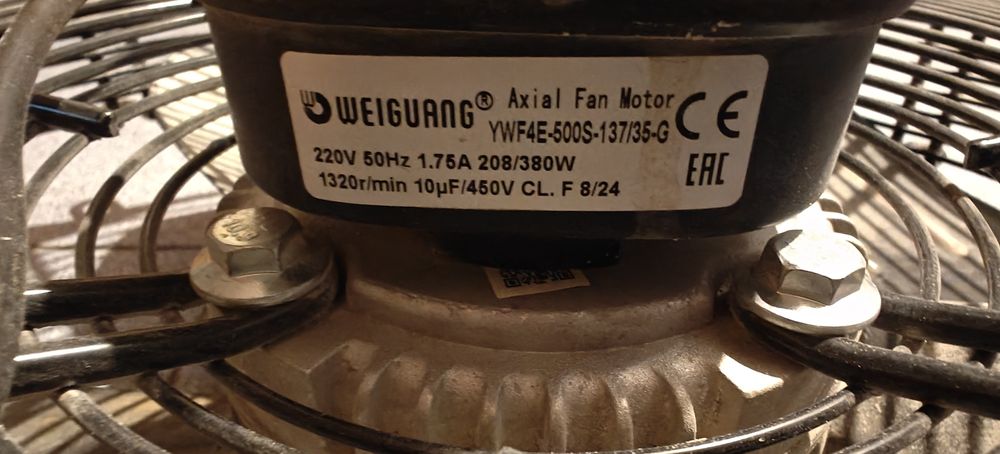 WEIGUANG® Axial Fan Motor
YWF4E-500S-137/35-G
CE
220V 50Hz 1.75A 208/380W
EAC
1320r/min 10µF/450V CL. F 8/24